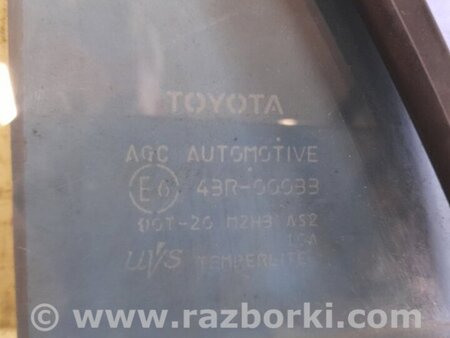 TOYOTA
AGC AUTOMOTIVE
E6 43R-00033
DOT-20 M2H3 AS2
UVS TEMPERLITE
© www.razborki.com